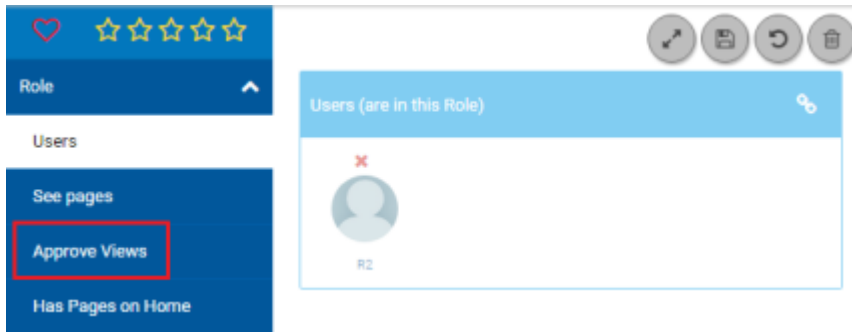 Role
Users (are in this Role)
Users
See pages
Approve Views
R2
Has Pages on Home